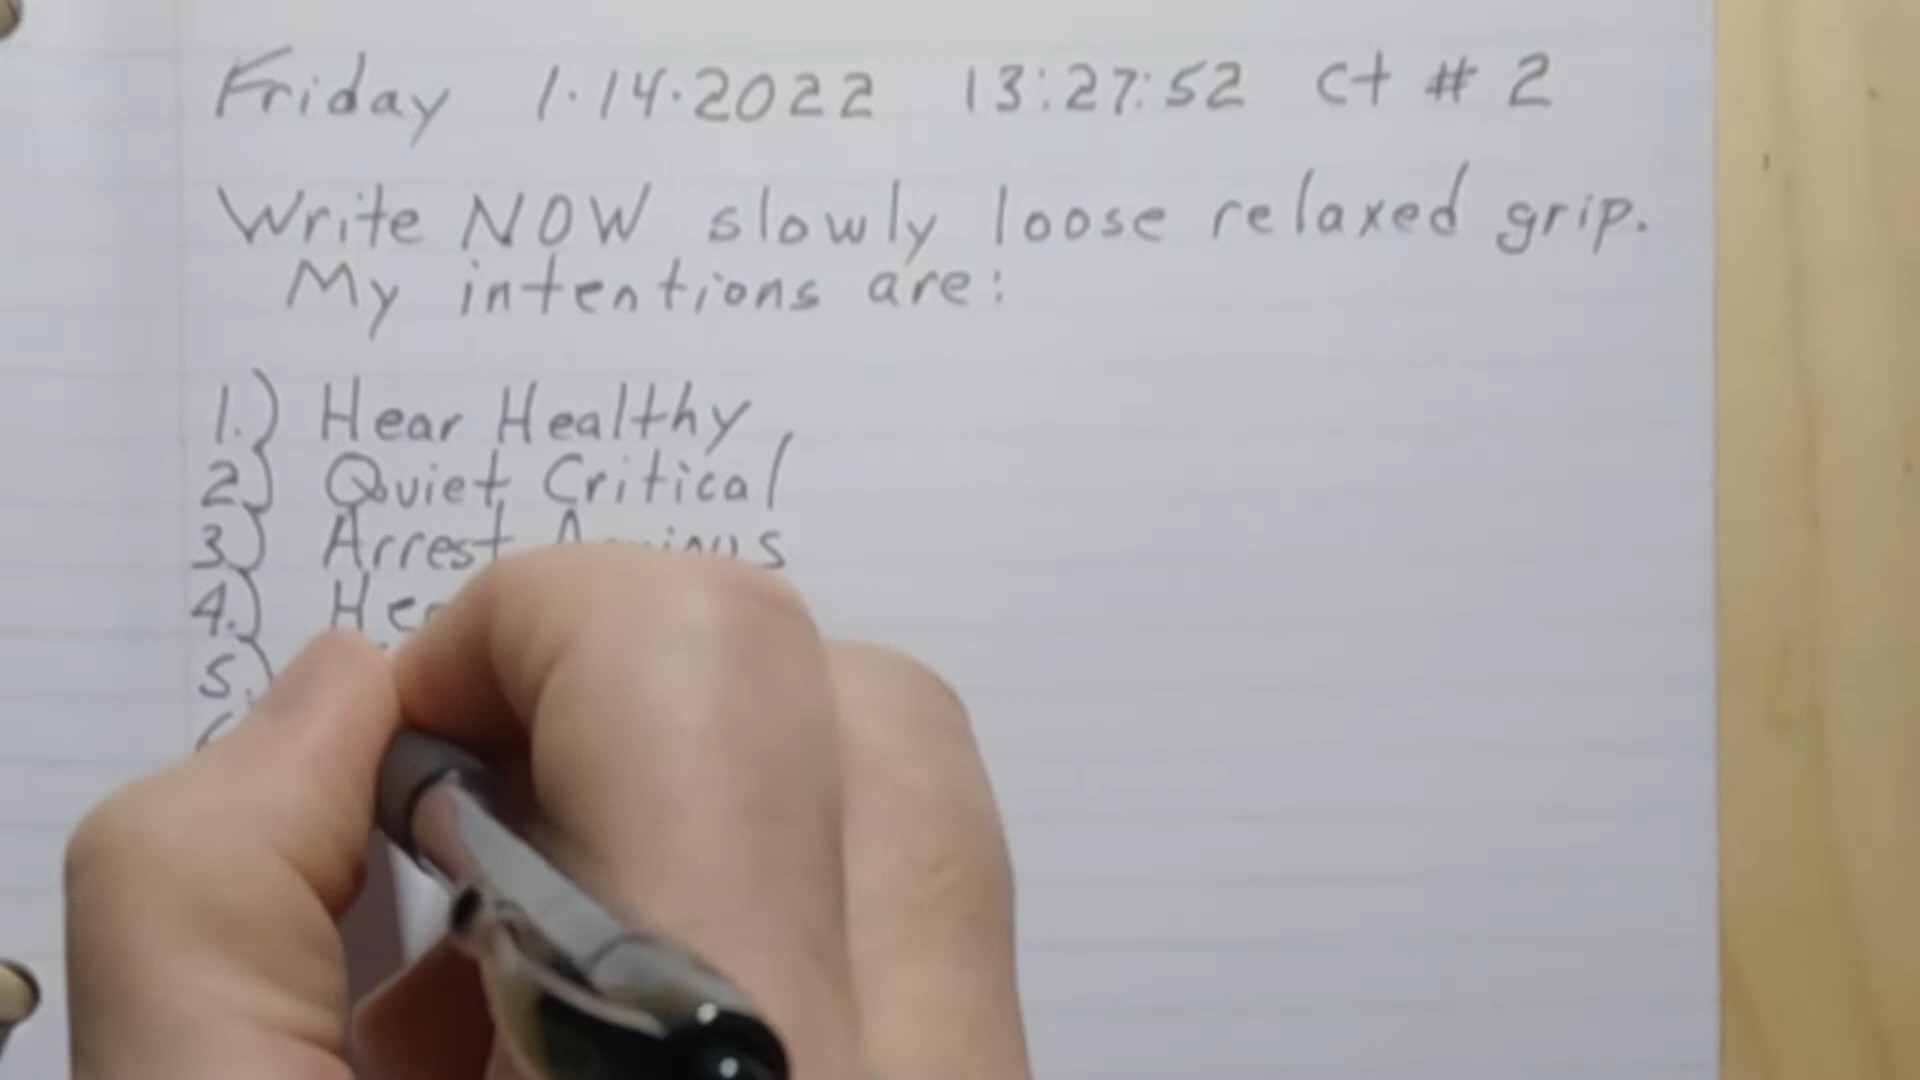 Friday 1.14.2022 13:27:52 Ct # 2
Write NOW slowly loose relaxed grip.
My intentions are:
1.) Hear Healthy
2.) Quiet Critical
3.) Arrest
4.)
5.)